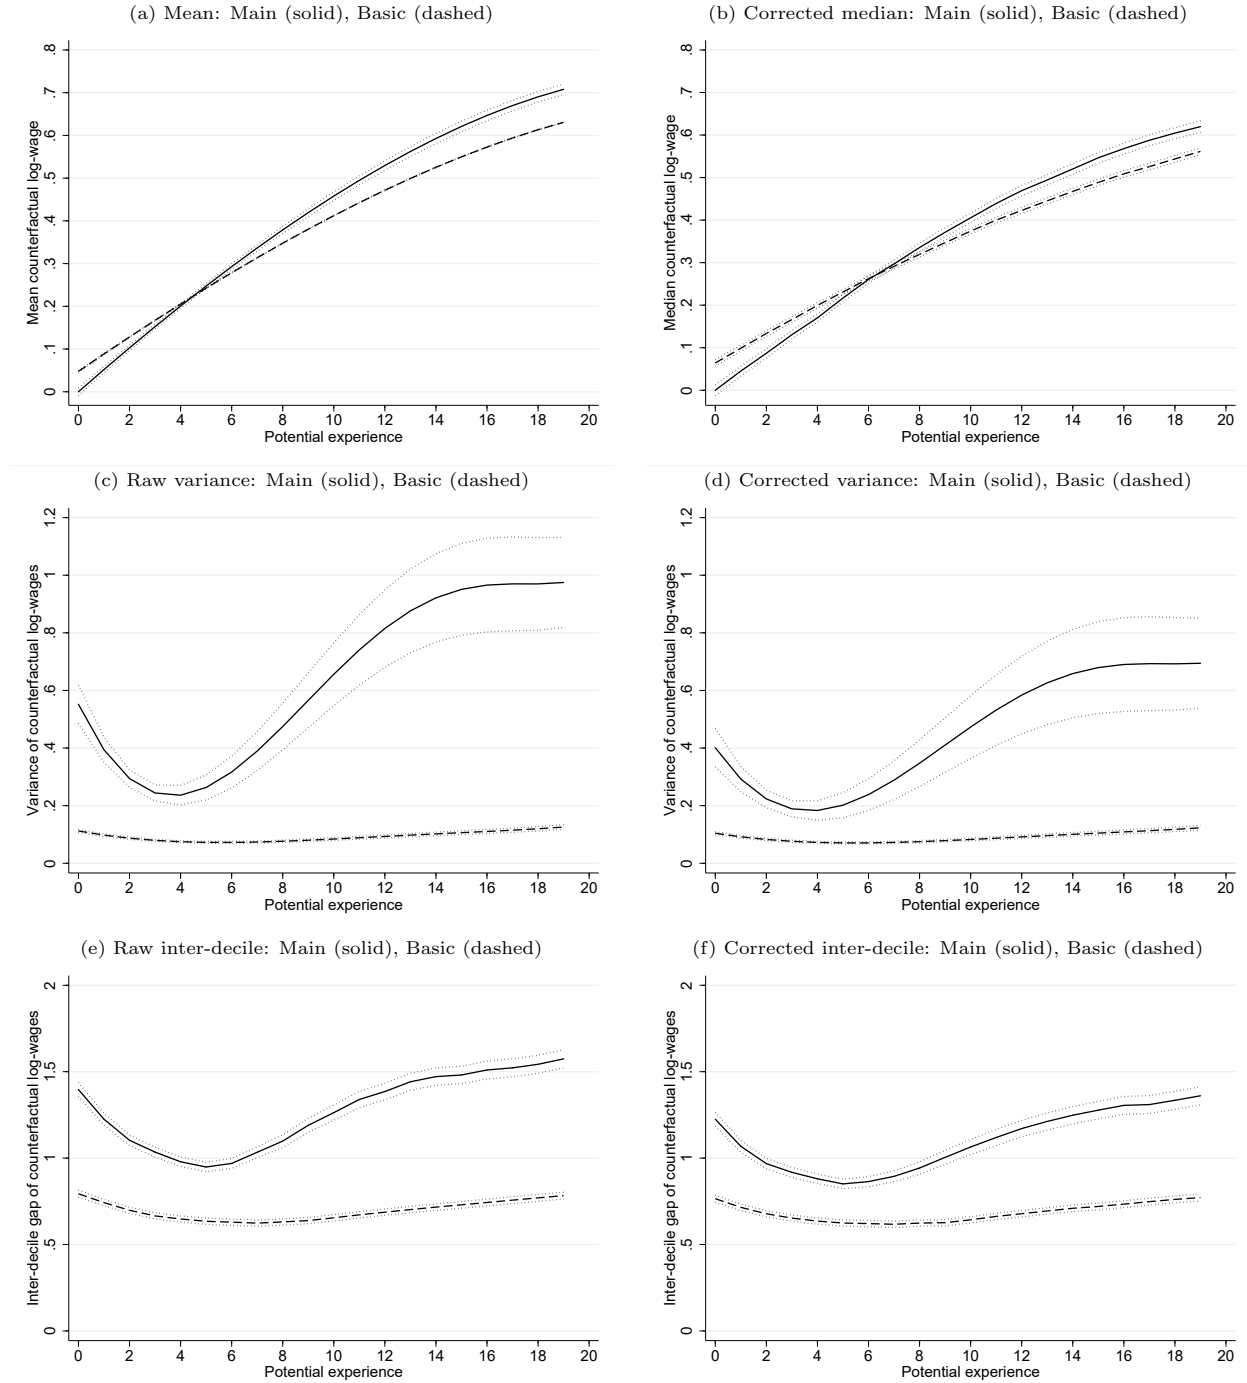 (a) Mean: Main (solid), Basic (dashed)
Mean counterfactual log-wage
0 .1 .2 .3 .4 .5 .6 .7 .8
0 2 4 6 8 10 12 14 16 18 20
Potential experience
(b) Corrected median: Main (solid), Basic (dashed)
Median counterfactual log-wage
0 .1 .2 .3 .4 .5 .6 .7 .8
0 2 4 6 8 10 12 14 16 18 20
Potential experience
(c) Raw variance: Main (solid), Basic (dashed)
Variance of counterfactual log-wages
0 .2 .4 .6 .8 1 1.2
0 2 4 6 8 10 12 14 16 18 20
Potential experience
(d) Corrected variance: Main (solid), Basic (dashed)
Variance of counterfactual log-wages
0 .2 .4 .6 .8 1 1.2
0 2 4 6 8 10 12 14 16 18 20
Potential experience
(e) Raw inter-decile: Main (solid), Basic (dashed)
Inter-decile gap of counterfactual log-wages
0 .5 1 1.5 2
0 2 4 6 8 10 12 14 16 18 20
Potential experience
(f) Corrected inter-decile: Main (solid), Basic (dashed)
Inter-decile gap of counterfactual log-wages
0 .5 1 1.5 2
0 2 4 6 8 10 12 14 16 18 20
Potential experience